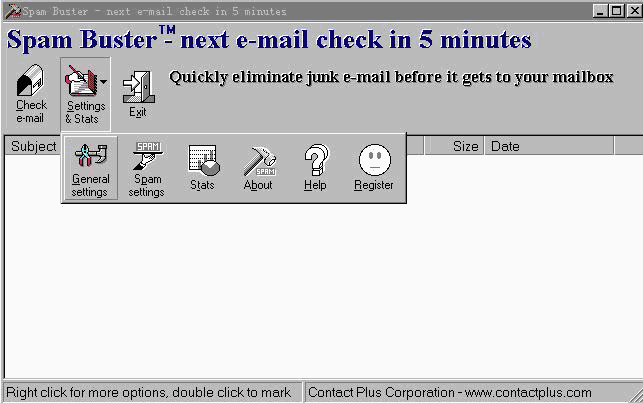 Spam Buster - next e-mail check in 5 minutes
Spam Buster™- next e-mail check in 5 minutes
Quickly eliminate junk e-mail before it gets to your mailbox
Check
e-mail
Settings
& Stats
Exit
Subject
Size
Date
SPAM
SPAM
General
settings
Spam
settings
Stats
About
Help
Register
Right click for more options, double click to mark
Contact Plus Corporation - www.contactplus.com